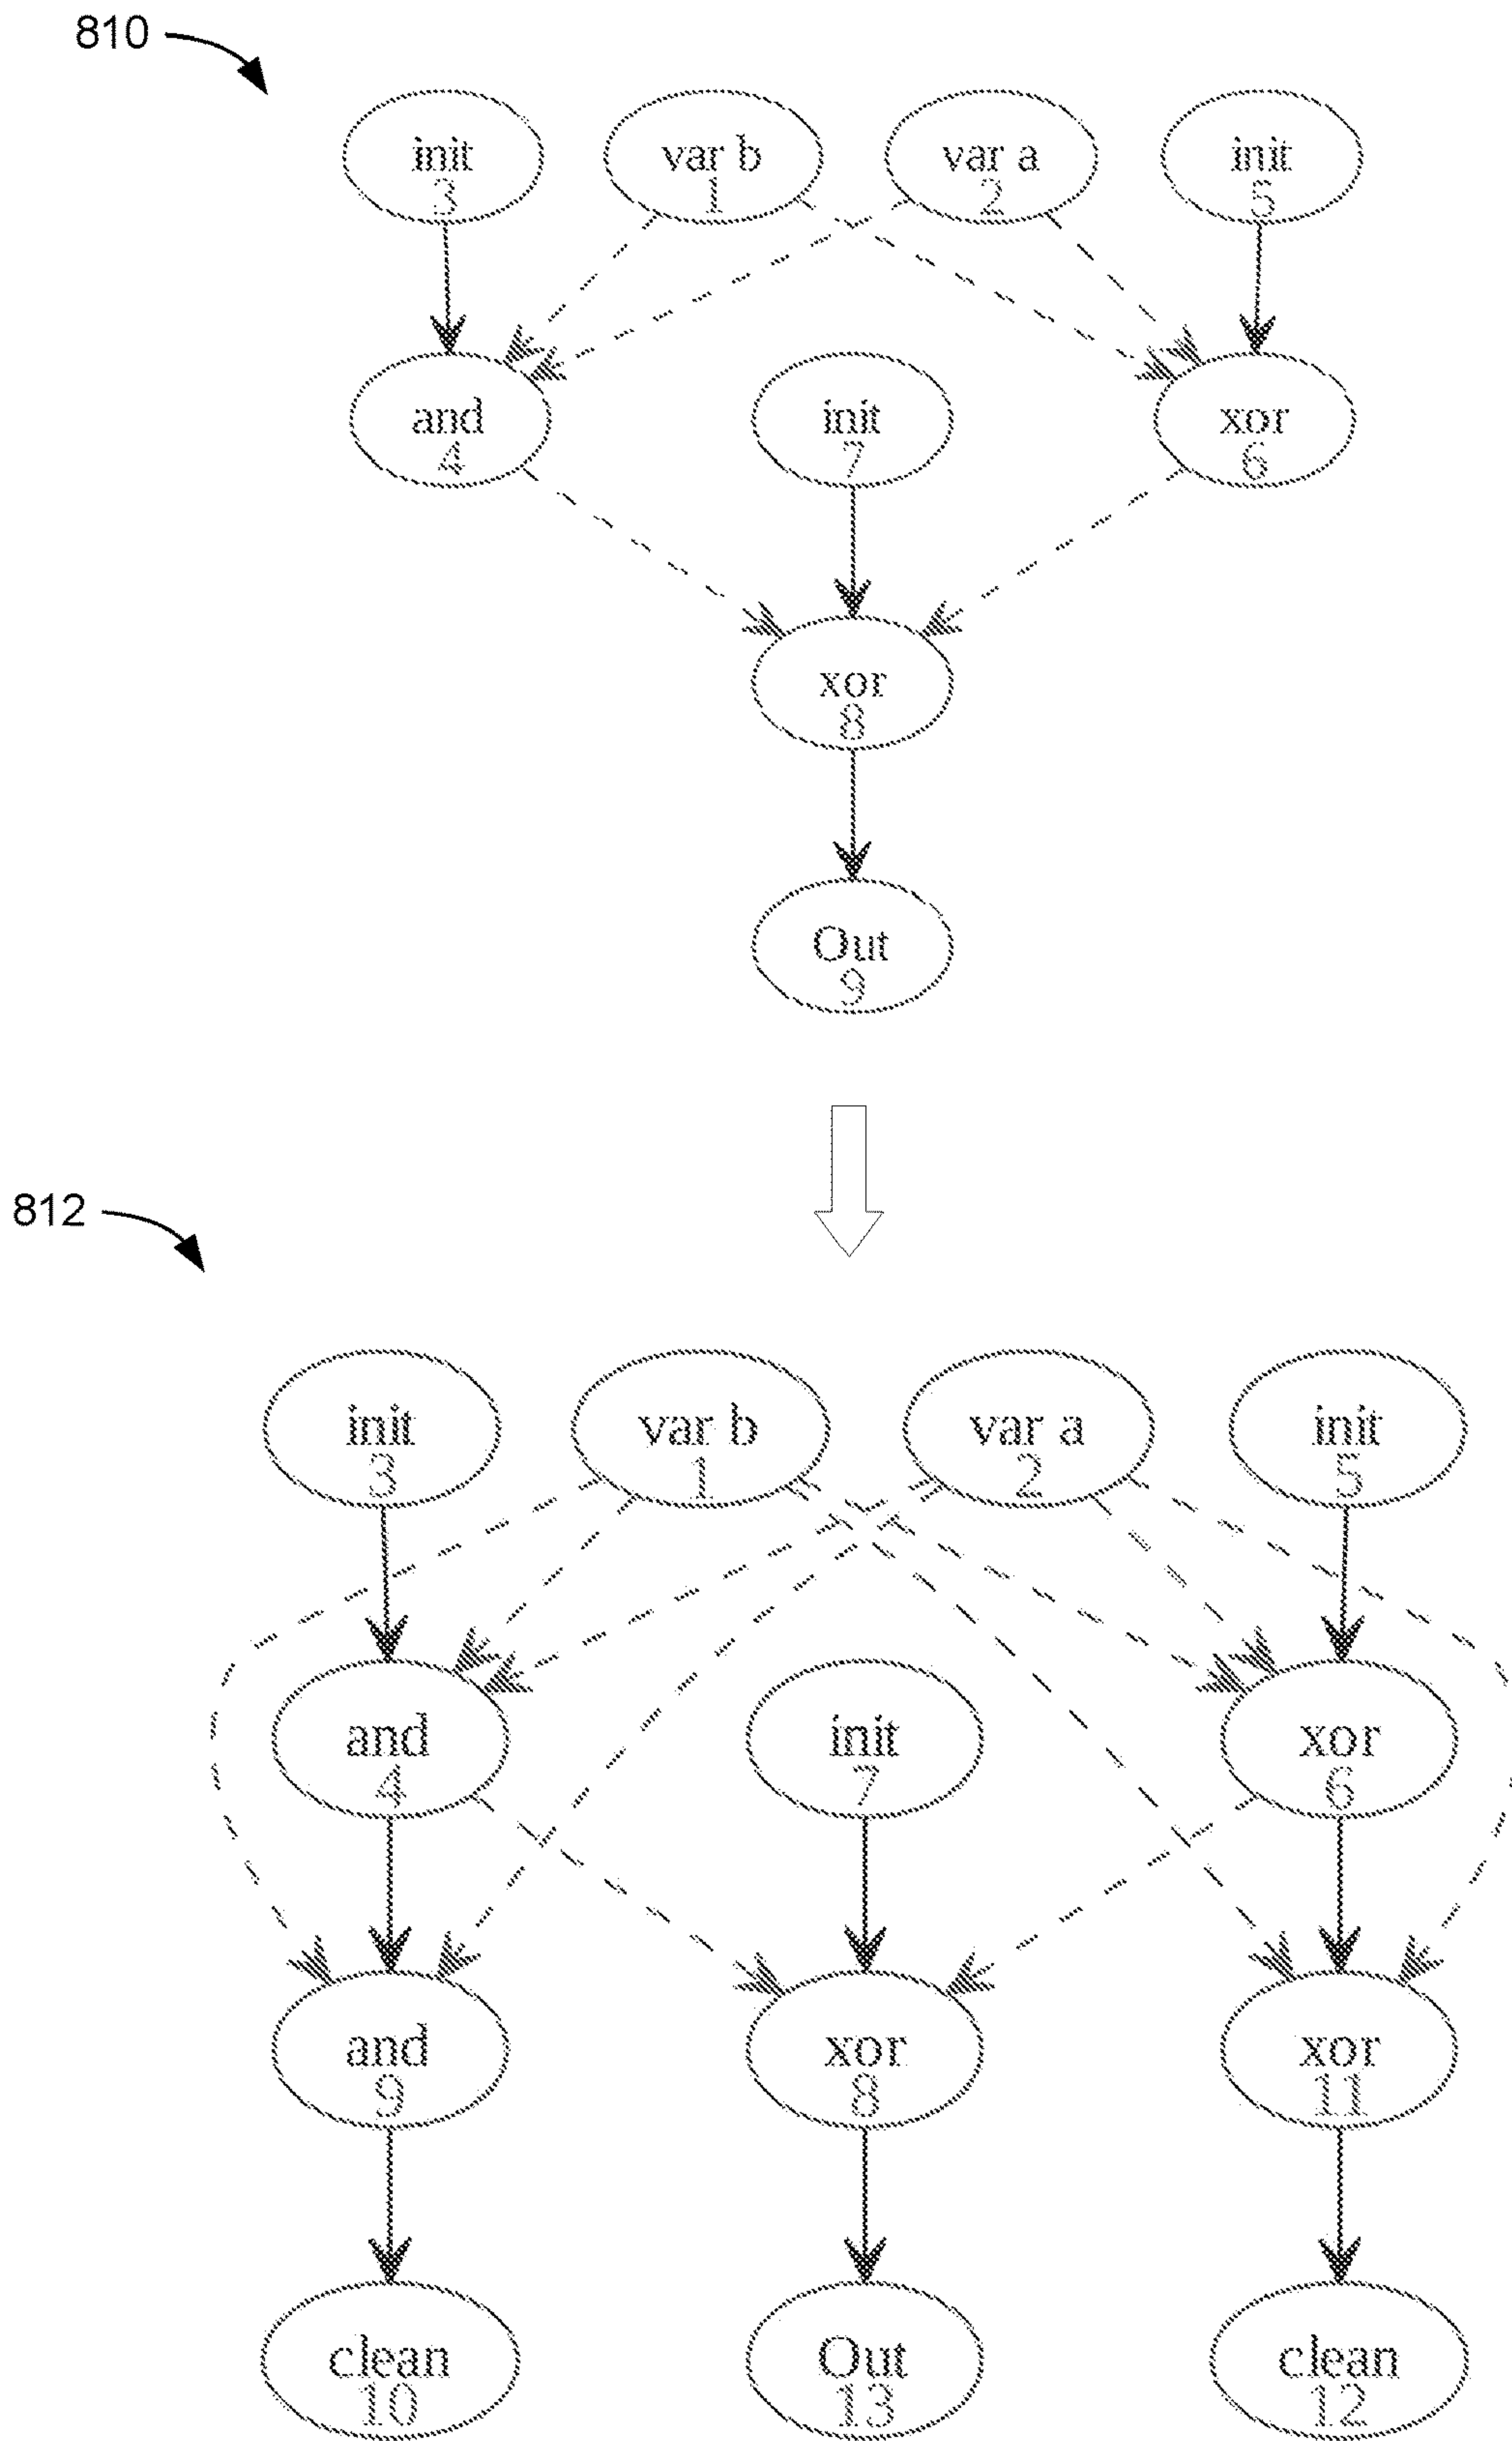 810
init
3
var b
1
var a
2
init
5
and
4
init
7
xor
6
xor
8
Out
9
812
init
3
var b
1
var a
2
init
5
and
4
init
7
xor
6
and
9
xor
8
xor
11
clean
10
Out
13
clean
12